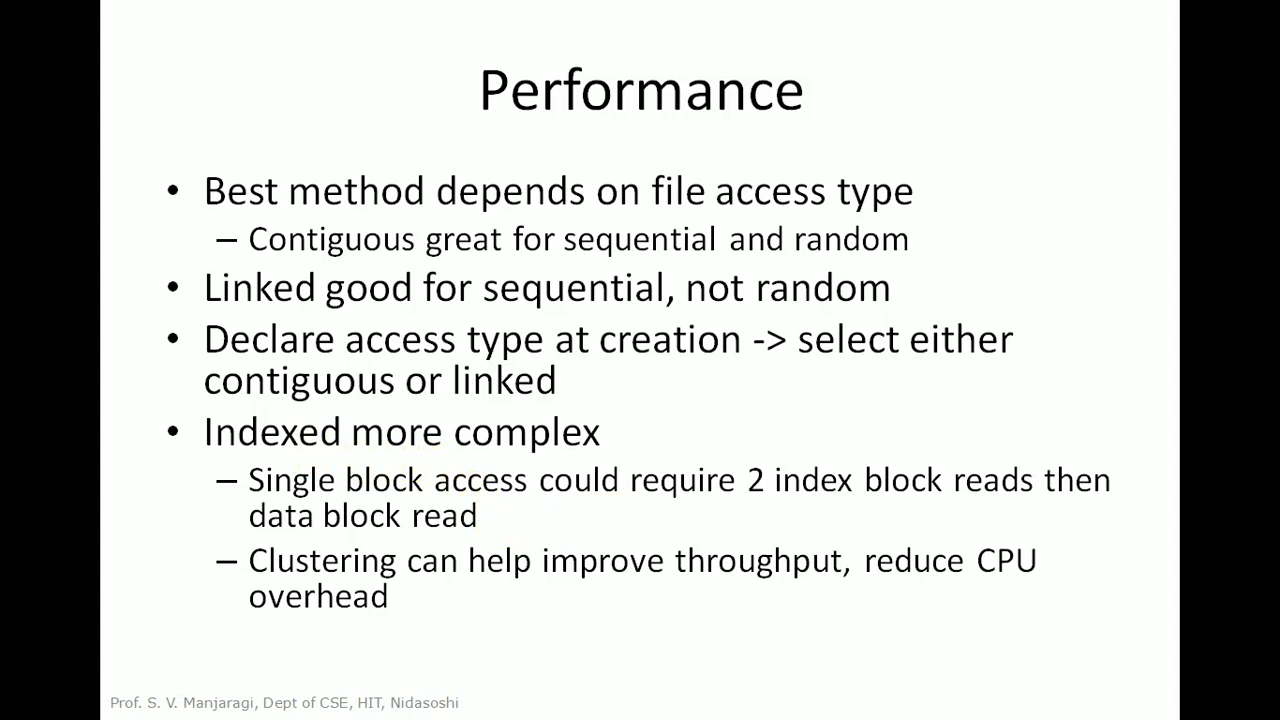 Performance
• Best method depends on file access type
– Contiguous great for sequential and random
• Linked good for sequential, not random
• Declare access type at creation -> select either
contiguous or linked
• Indexed more complex
– Single block access could require 2 index block reads then
data block read
– Clustering can help improve throughput, reduce CPU
overhead
Prof. S. V. Manjaragi, Dept of CSE, HIT, Nidasoshi